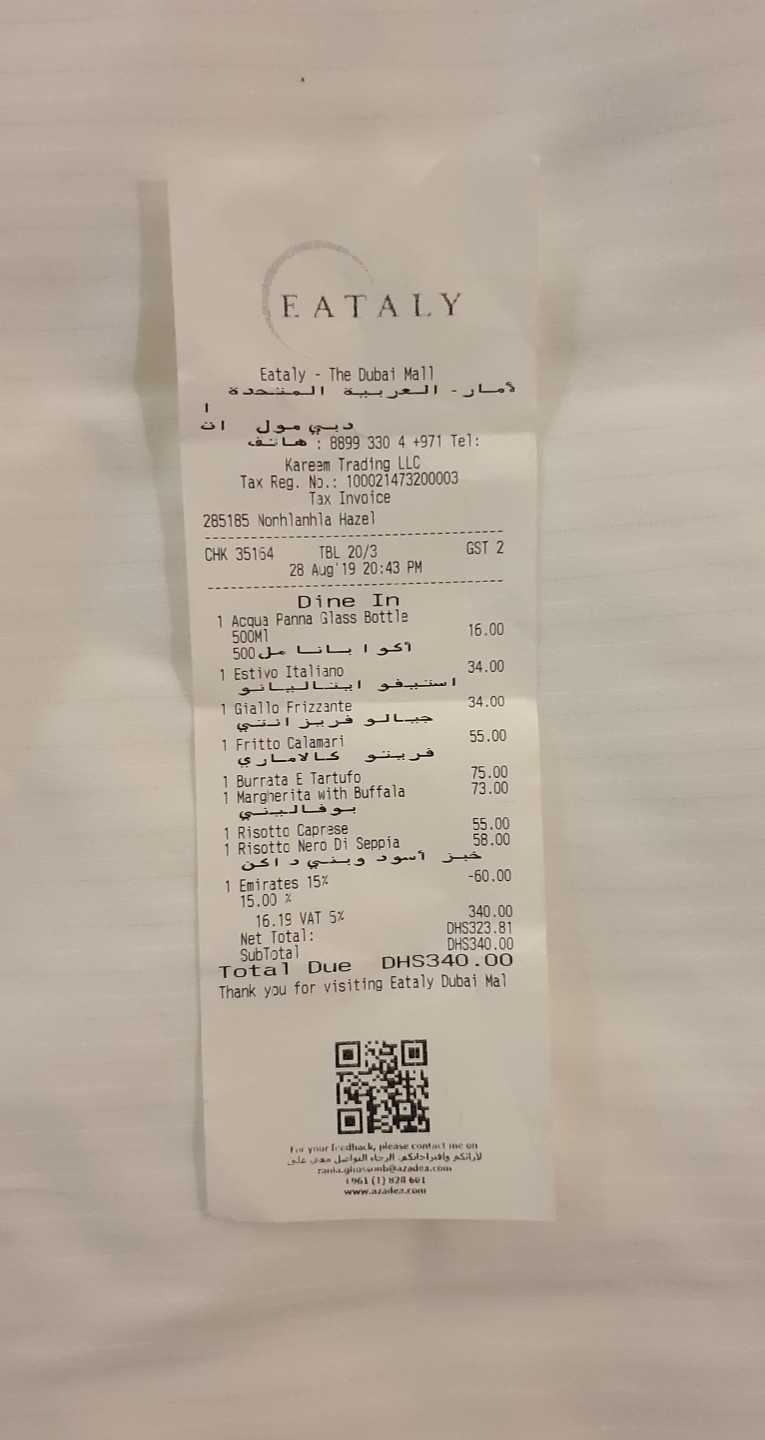 EATALY
Eataly - The Dubai Mall
لأمار - العربية المتحدة
ا
دبي مول ات
هاتف : 8899 330 4 +971 Tel:
Kareem Trading LLC
Tax Reg. No.: 100021473200003
Tax Invoice
285185 Nonhlanhla Hazel
CHK 35164 TBL 20/3 GST 2
28 Aug'19 20:43 PM
Dine In
1 Acqua Panna Glass Bottle
500Ml 16.00
أكوا بانا مل 500
1 Estivo Italiano 34.00
استيفو ايتاليانو
1 Giallo Frizzante 34.00
جيالو فريزانتي
1 Fritto Calamari 55.00
فريتو كالاماري
1 Burrata E Tartufo 75.00
1 Margherita with Buffala 73.00
بوفاليني
1 Risotto Caprese 55.00
1 Risotto Nero Di Seppia 58.00
خبز أسود ويني داكن
1 Emirates 15% -60.00
15.00 %
16.19 VAT 5% 340.00
Net Total: DHS323.81
SubTotal DHS340.00
Total Due DHS340.00
Thank you for visiting Eataly Dubai Mal
For your feedback, please contact me on
لآرائكم واقتراحاتكم، الرجاء التواصل معي على
rania.ghossoub@azadea.com
+961 (1) 828 601
www.azadea.com